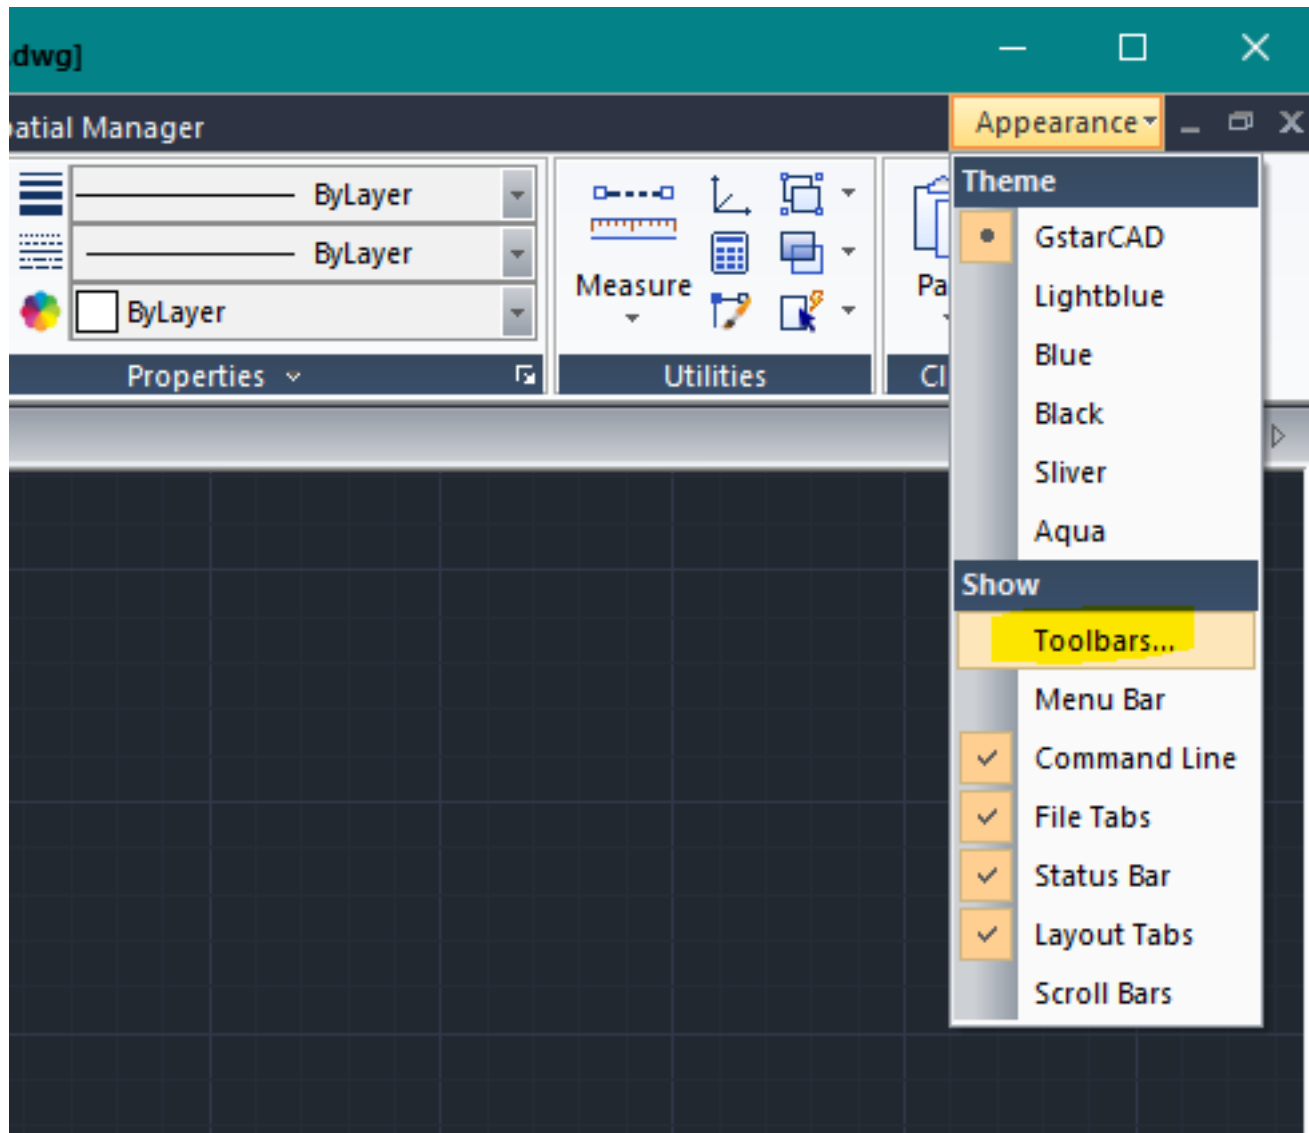 dwg]
patial Manager
Appearance
ByLayer
ByLayer
ByLayer
Measure
Pa
Properties
Utilities
Cl
Theme
GstarCAD
Lightblue
Blue
Black
Sliver
Aqua
Show
Toolbars...
Menu Bar
Command Line
File Tabs
Status Bar
Layout Tabs
Scroll Bars